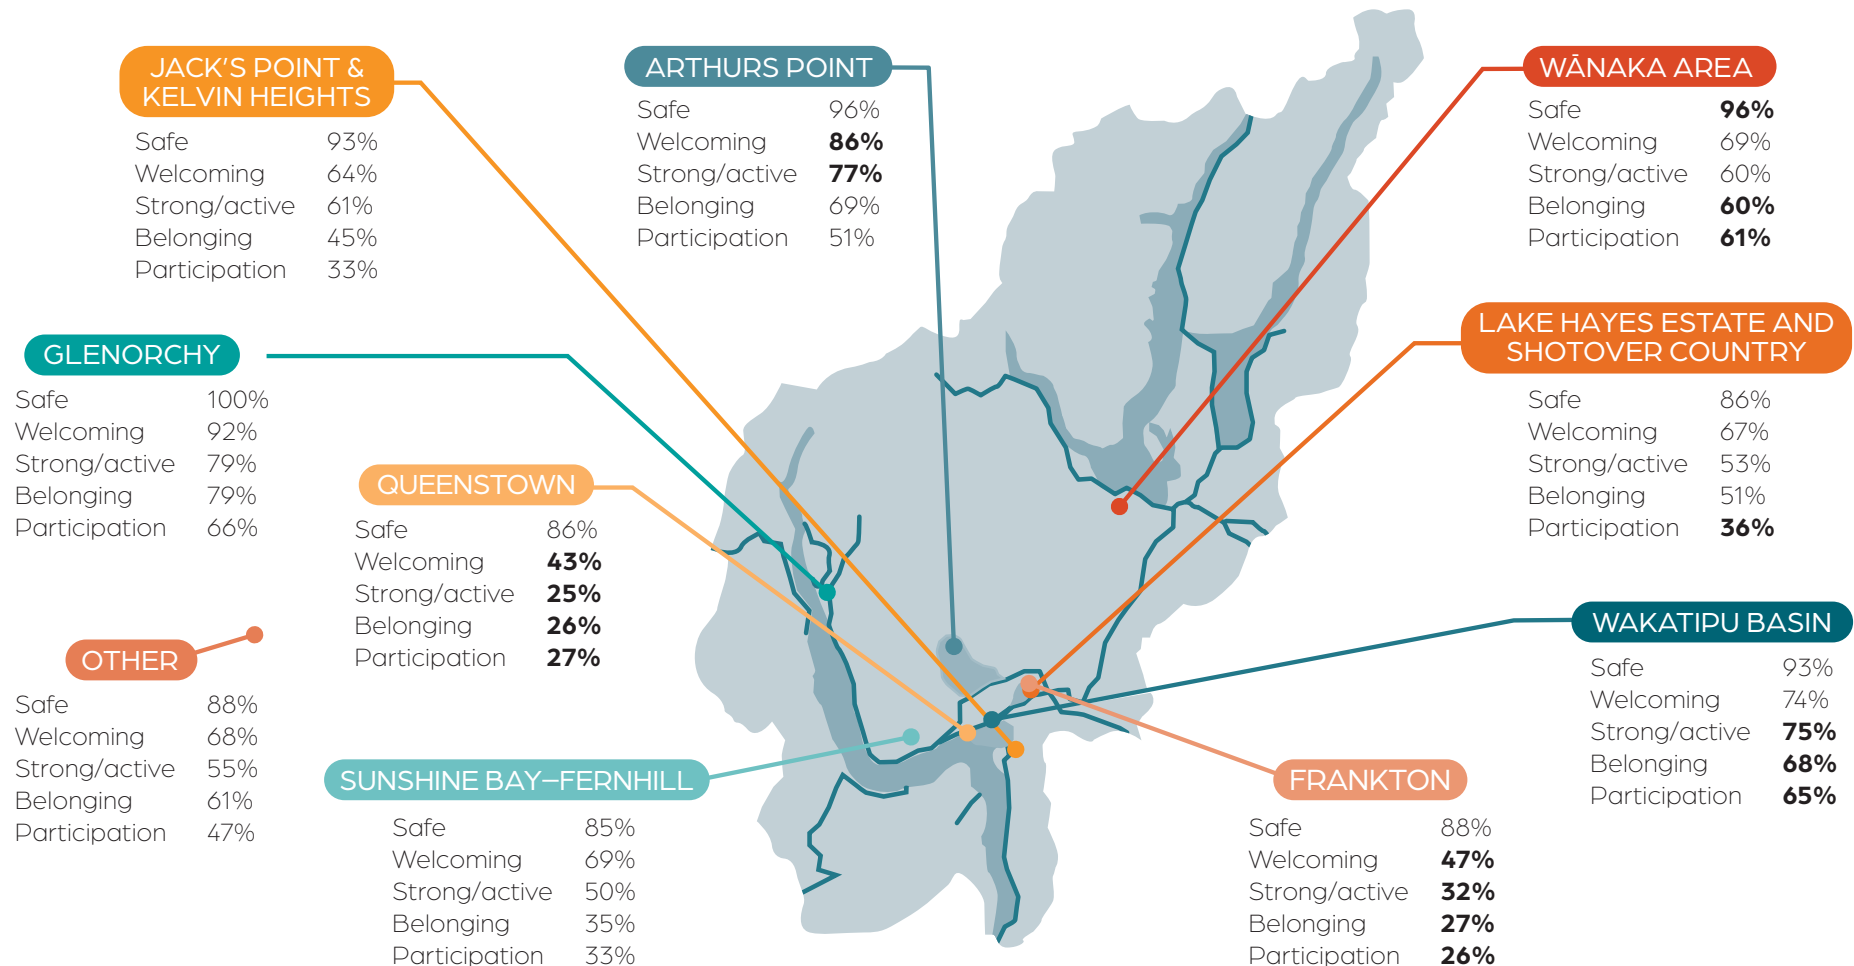 JACK'S POINT &
KELVIN HEIGHTS
Safe 93%
Welcoming 64%
Strong/active 61%
Belonging 45%
Participation 33%
ARTHURS POINT
Safe 96%
Welcoming 86%
Strong/active 77%
Belonging 69%
Participation 51%
WĀNAKA AREA
Safe 96%
Welcoming 69%
Strong/active 60%
Belonging 60%
Participation 61%
GLENORCHY
Safe 100%
Welcoming 92%
Strong/active 79%
Belonging 79%
Participation 66%
QUEENSTOWN
Safe 86%
Welcoming 43%
Strong/active 25%
Belonging 26%
Participation 27%
LAKE HAYES ESTATE AND
SHOTOVER COUNTRY
Safe 86%
Welcoming 67%
Strong/active 53%
Belonging 51%
Participation 36%
OTHER
Safe 88%
Welcoming 68%
Strong/active 55%
Belonging 61%
Participation 47%
SUNSHINE BAY–FERNHILL
Safe 85%
Welcoming 69%
Strong/active 50%
Belonging 35%
Participation 33%
FRANKTON
Safe 88%
Welcoming 47%
Strong/active 32%
Belonging 27%
Participation 26%
WAKATIPU BASIN
Safe 93%
Welcoming 74%
Strong/active 75%
Belonging 68%
Participation 65%